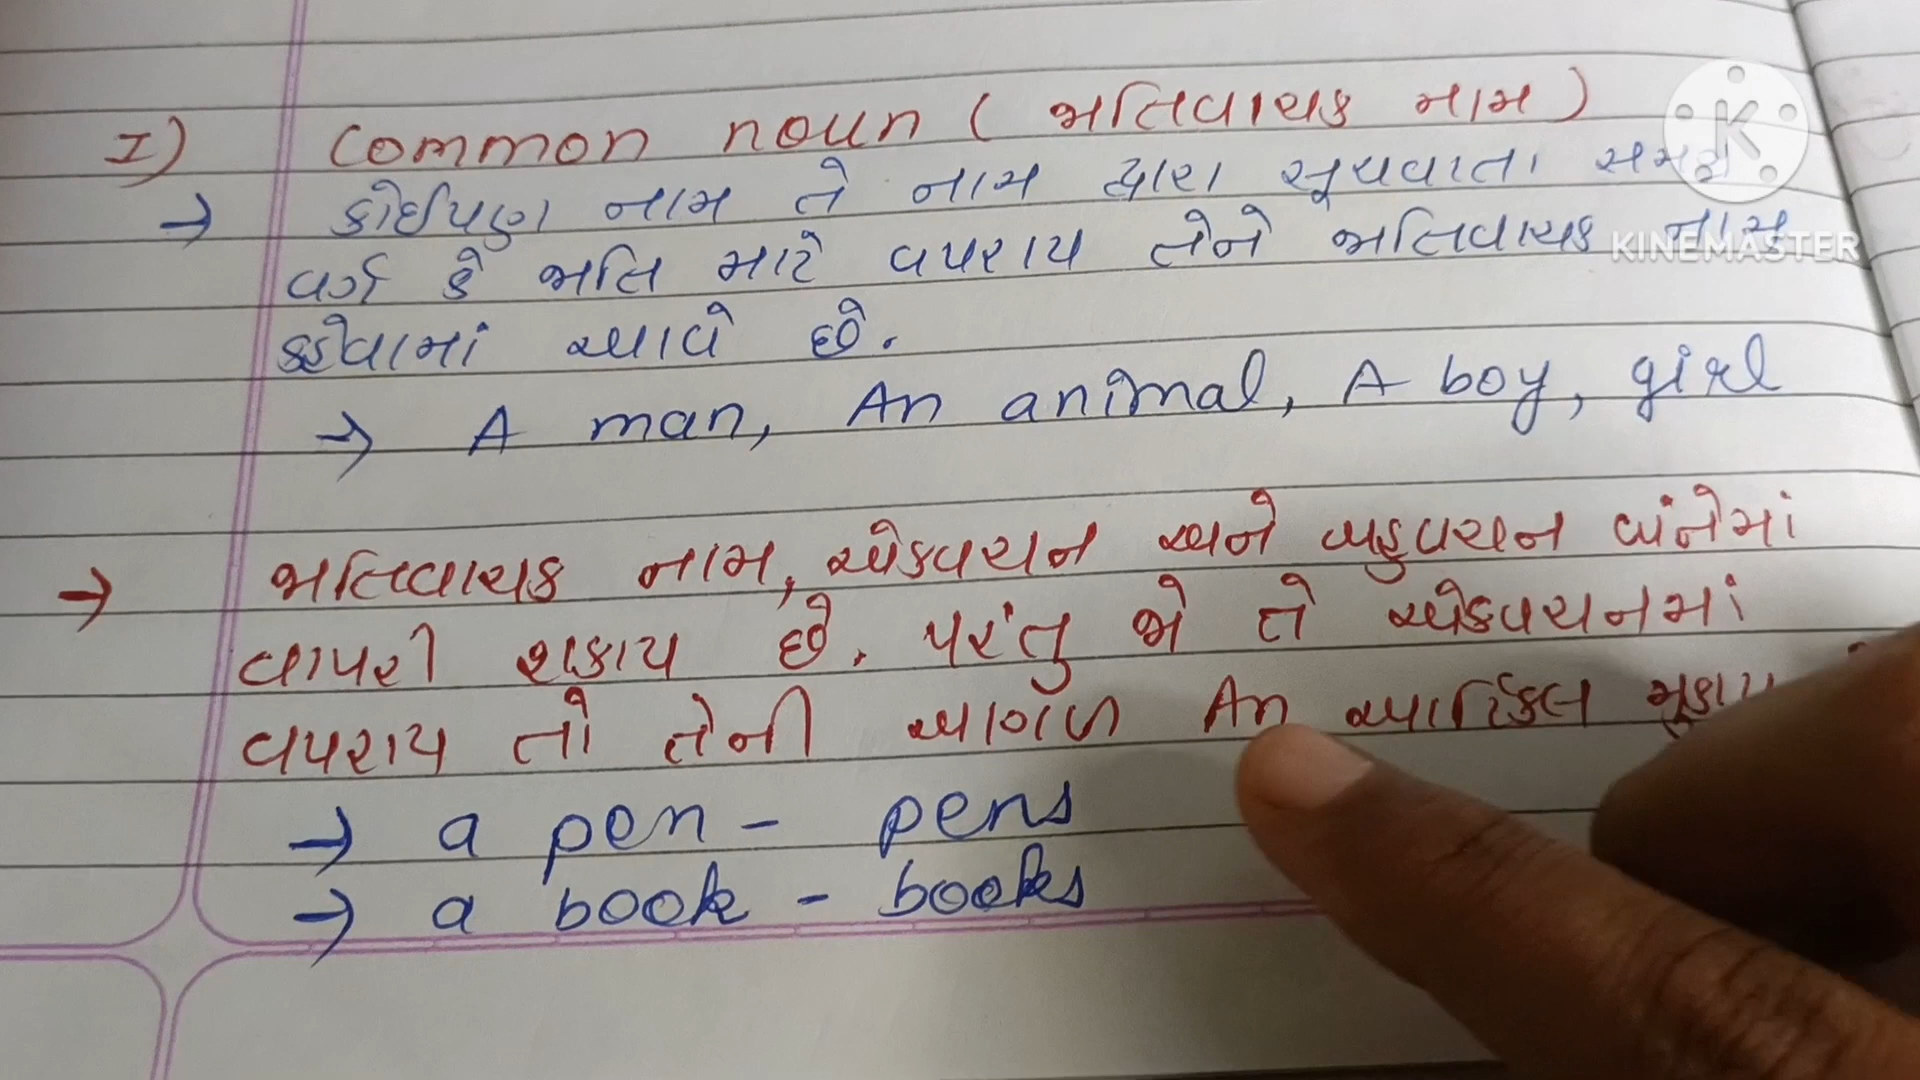 I) Common noun ( જાતિવાચક નામ )
→ કોઈપણ નામ તે નામ દ્વારા સૂચવાતા
વર્ગ કે જાતિ માટે વપરાય તેને જાતિવાચક નામ
કહેવામાં આવે છે.
→ A man, An animal, A boy, girl
→ જાતિવાચક નામ, એકવચન અને બહુવચન બંનેમાં
વાપરી શકાય છે. પરંતુ જો તે એકવચનમાં
વપરાય તો તેની આગળ An આર્ટિકલ મૂકાય
→ a pen - pens
→ a book - books
KINEMASTER